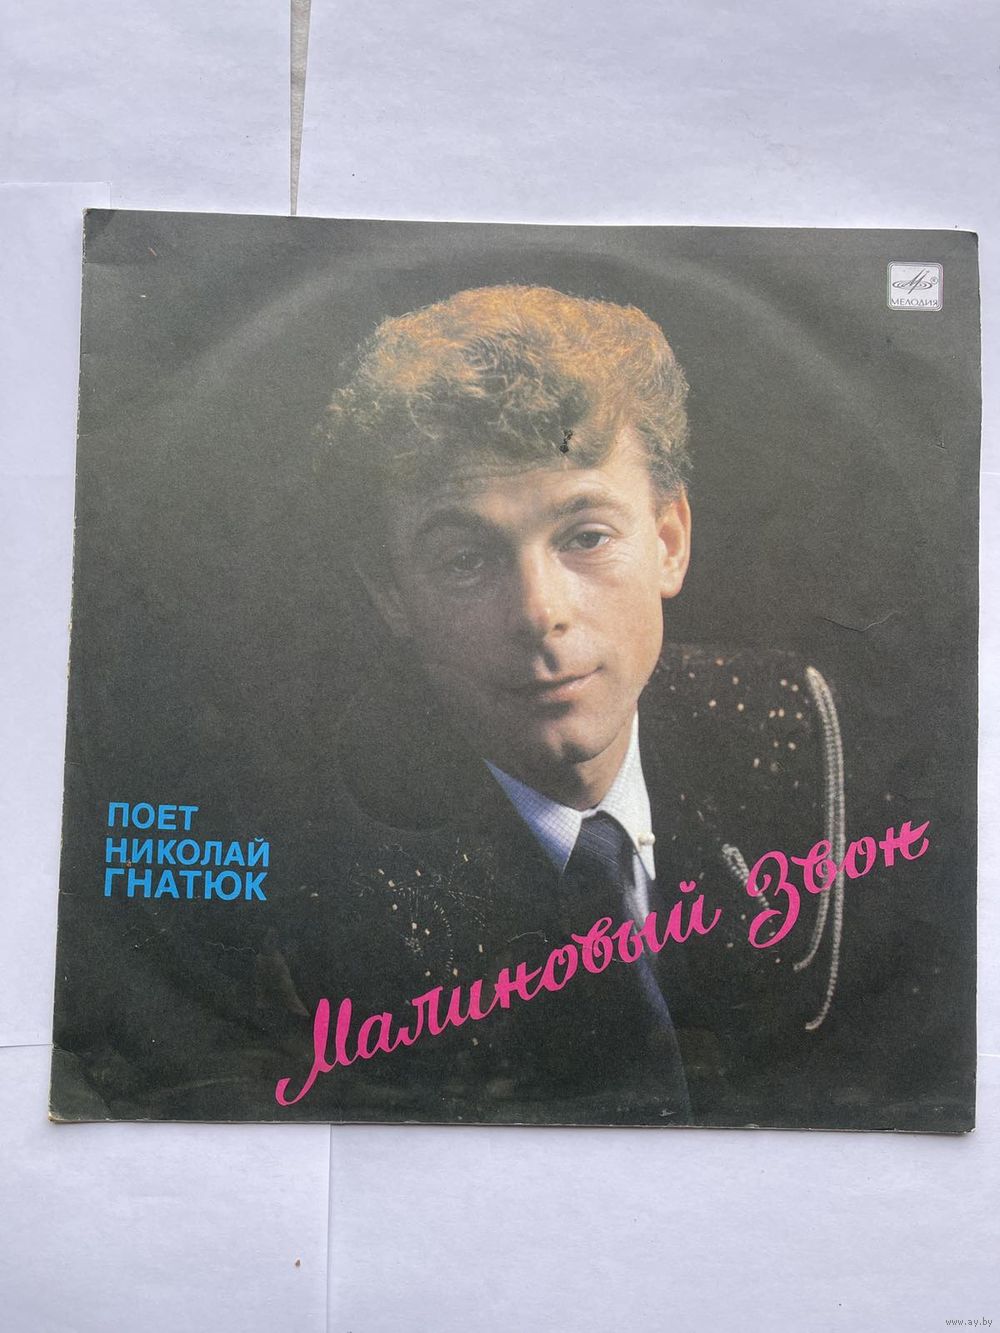 МЕЛОДИЯ
ПОЕТ
НИКОЛАЙ
ГНАТЮК
Малиновый Звон
www.ay.by